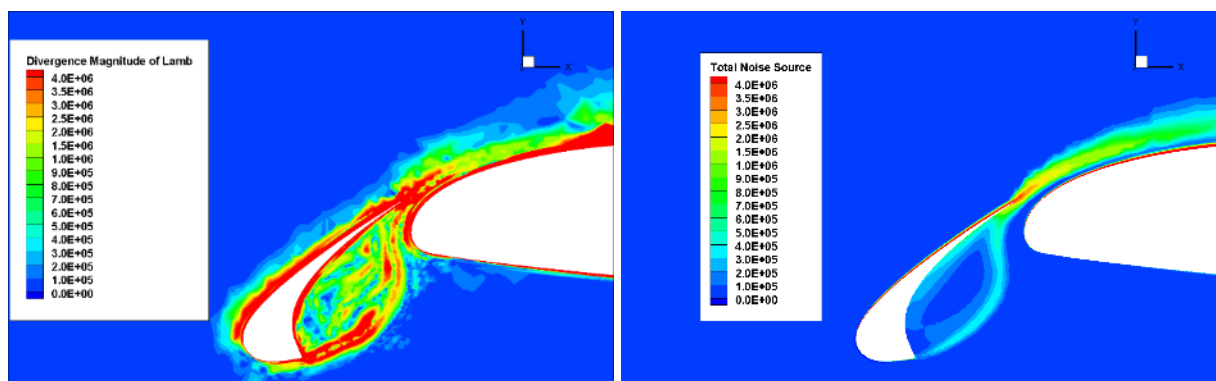 Divergence Magnitude of Lamb
4.0E+06
3.5E+06
3.0E+06
2.5E+06
2.0E+06
1.5E+06
1.0E+06
9.0E+05
8.0E+05
7.0E+05
6.0E+05
5.0E+05
4.0E+05
3.0E+05
2.0E+05
1.0E+05
0.0E+00
Y
X
Total Noise Source
4.0E+06
3.5E+06
3.0E+06
2.5E+06
2.0E+06
1.5E+06
1.0E+06
9.0E+05
8.0E+05
7.0E+05
6.0E+05
5.0E+05
4.0E+05
3.0E+05
2.0E+05
1.0E+05
0.0E+00
Y
X